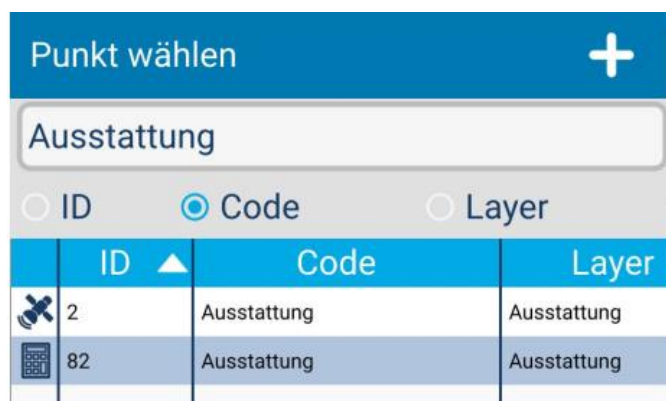 Punkt wählen
Ausstattung
ID Code Layer
ID Code Layer
2 Ausstattung Ausstattung
82 Ausstattung Ausstattung